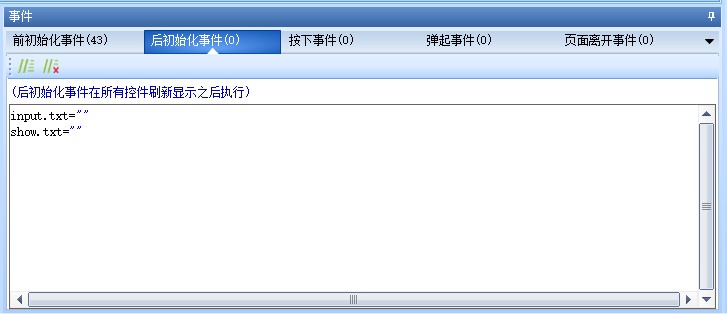 事件
前初始化事件(43) 后初始化事件(0) 按下事件(0) 弹起事件(0) 页面离开事件(0)
(后初始化事件在所有控件刷新显示之后执行)
input.txt=""
show.txt=""